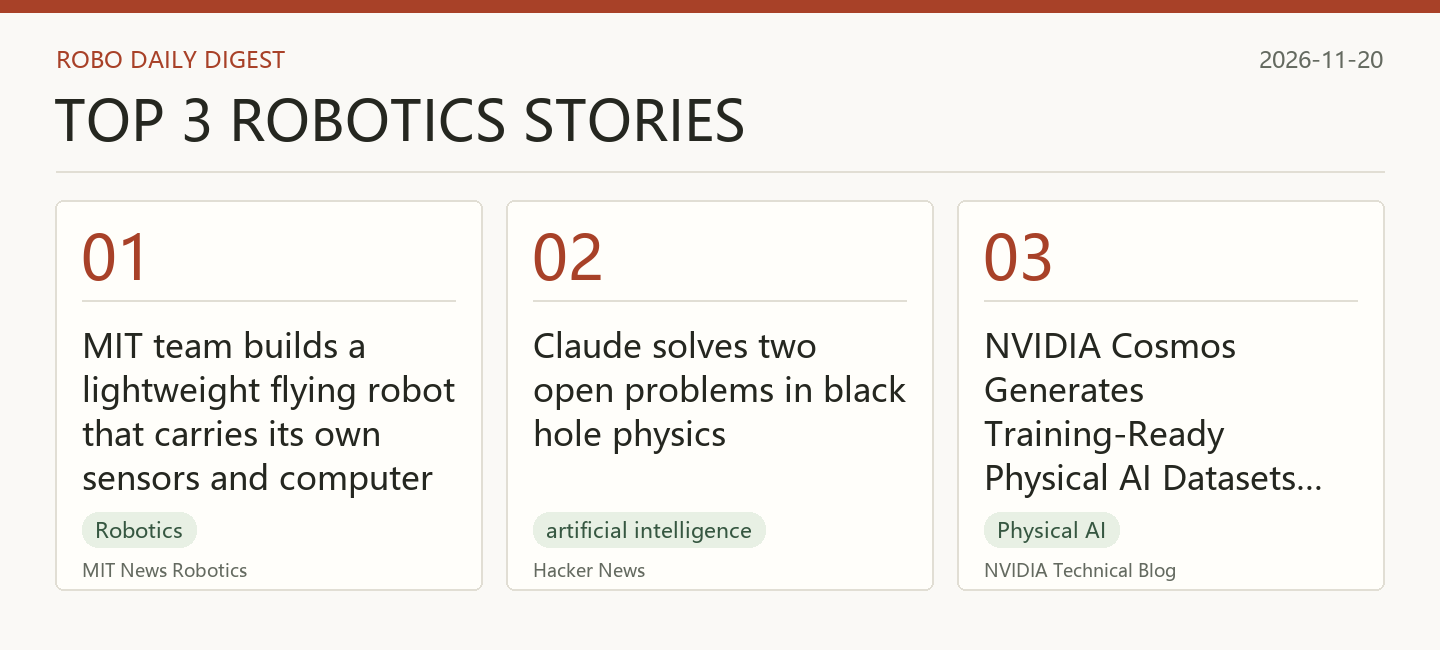 ROBO DAILY DIGEST
2026-11-20
TOP 3 ROBOTICS STORIES
01
MIT team builds a
lightweight flying robot
that carries its own
sensors and computer
Robotics
MIT News Robotics
02
Claude solves two
open problems in black
hole physics
artificial intelligence
Hacker News
03
NVIDIA Cosmos
Generates
Training-Ready
Physical AI Datasets...
Physical AI
NVIDIA Technical Blog